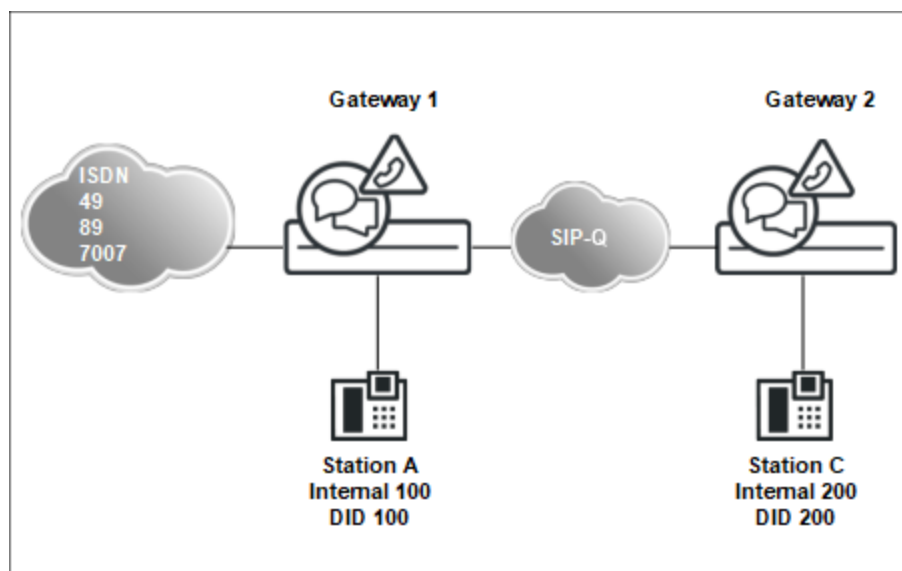 Gateway 1
Gateway 2
ISDN
49
89
7007
SIP-Q
Station A
Internal 100
DID 100
Station C
Internal 200
DID 200